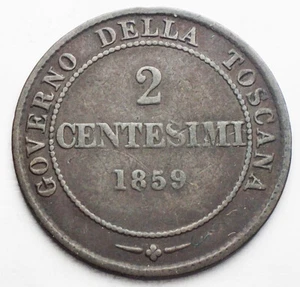 GOVERNO DELLA TOSCANA
2
CENTESIMI
1859